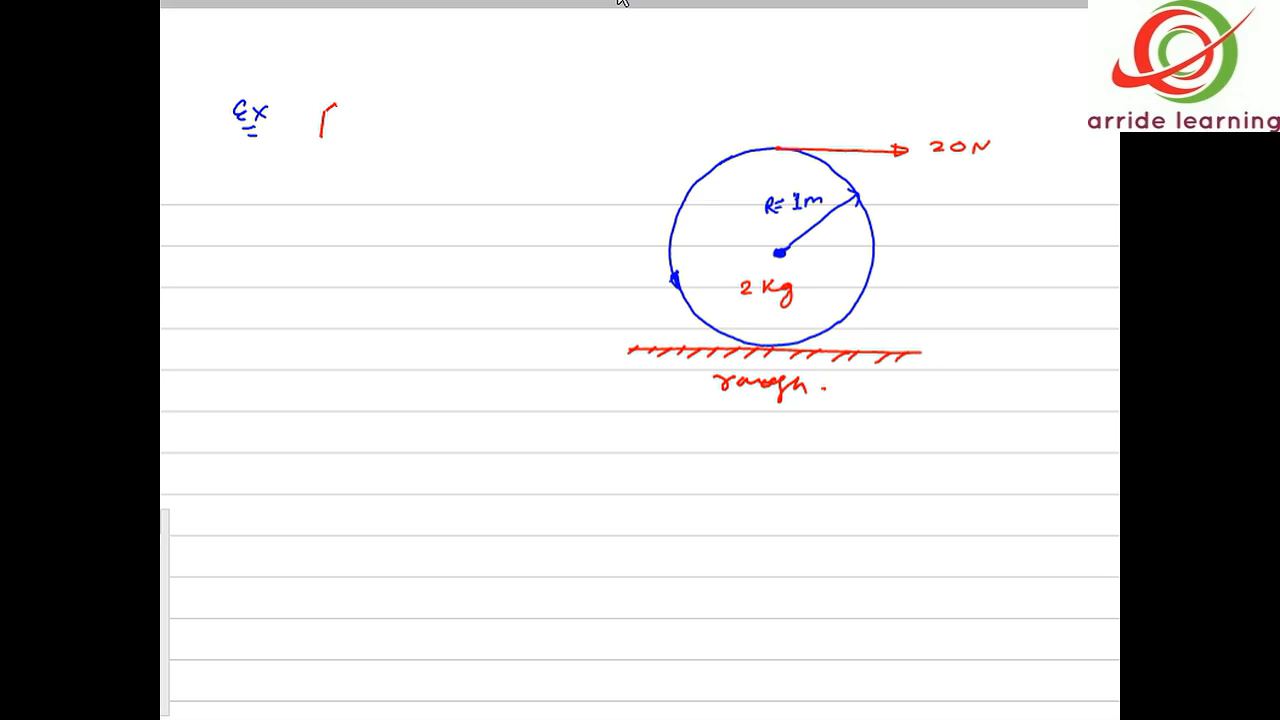 Ex
20N
R= 1m
2 Kg
rough.
arride learning